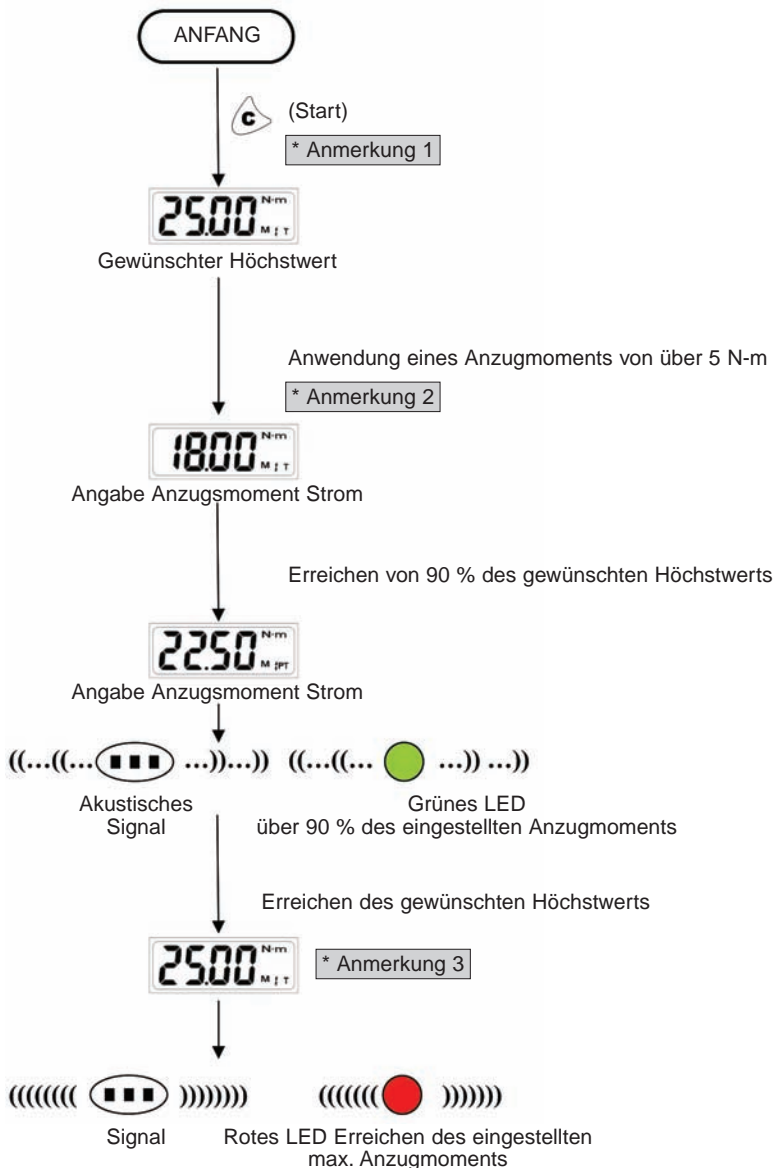 ANFANG
C (Start)
* Anmerkung 1
25.00 N-m
M T
Gewünschter Höchstwert
Anwendung eines Anzugmoments von über 5 N-m
* Anmerkung 2
18.00 N-m
M T
Angabe Anzugsmoment Strom
Erreichen von 90 % des gewünschten Höchstwerts
22.50 N-m
M PT
Angabe Anzugsmoment Strom
((...((... ...))...)) ((...((... ...)) ...))
Akustisches
Signal
Grünes LED
über 90 % des eingestellten Anzugmoments
Erreichen des gewünschten Höchstwerts
25.00 N-m
M T
* Anmerkung 3
(((((((( )))))))) ((((((( )))))))
Signal
Rotes LED Erreichen des eingestellten
max. Anzugmoments